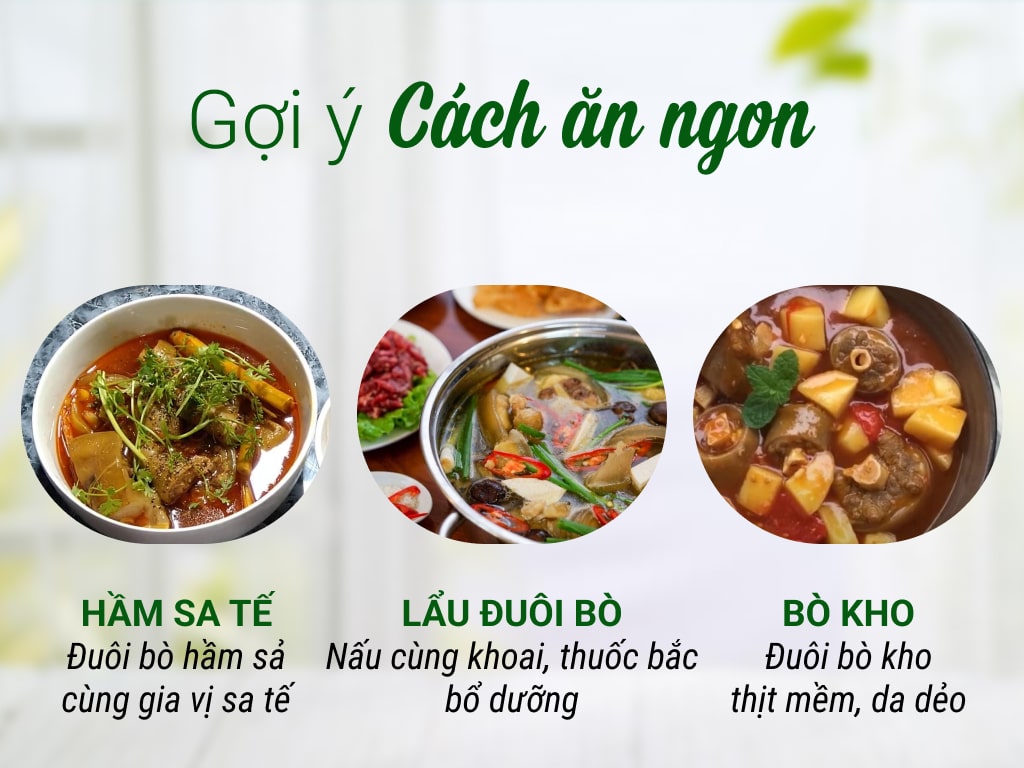 Gợi ý Cách ăn ngon
HẦM SA TẾ
Đuôi bò hầm sả
cùng gia vị sa tế
LẨU ĐUÔI BÒ
Nấu cùng khoai, thuốc bắc
bổ dưỡng
BÒ KHO
Đuôi bò kho
thịt mềm, da dẻo